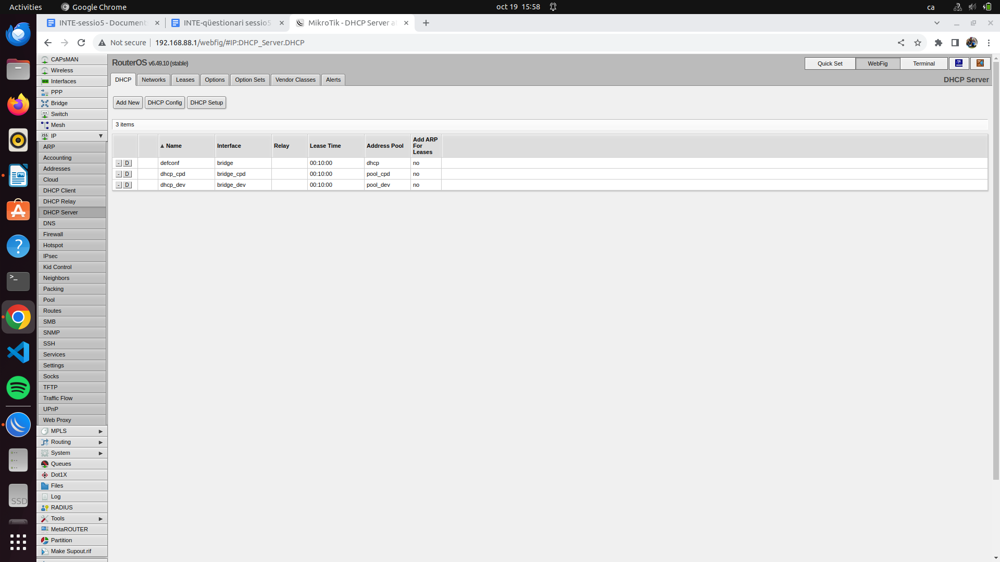 Activities
Google Chrome
oct 19 15:58
ca
INTE-sessio5 - Document
INTE-qüestionari sessio5
MikroTik - DHCP Server a
Not secure
192.168.88.1/webfig/#IP:DHCP_Server.DHCP
RouterOS v6.49.10 (stable)
Quick Set
WebFig
Terminal
DHCP
Networks
Leases
Options
Option Sets
Vendor Classes
Alerts
DHCP Server
Add New
DHCP Config
DHCP Setup
3 items
Name Interface Relay Lease Time Address Pool Add ARP For Leases
- D defconf bridge 00:10:00 dhcp no
- D dhcp_cpd bridge_cpd 00:10:00 pool_cpd no
- D dhcp_dev bridge_dev 00:10:00 pool_dev no
CAPsMAN
Wireless
Interfaces
PPP
Bridge
Switch
Mesh
IP
ARP
Accounting
Addresses
Cloud
DHCP Client
DHCP Relay
DHCP Server
DNS
Firewall
Hotspot
IPsec
Kid Control
Neighbors
Packing
Pool
Routes
SMB
SNMP
SSH
Services
Settings
Socks
TFTP
Traffic Flow
UPnP
Web Proxy
MPLS
Routing
System
Queues
Dot1X
Files
Log
RADIUS
Tools
MetaROUTER
Partition
Make Supout.rif
SSD